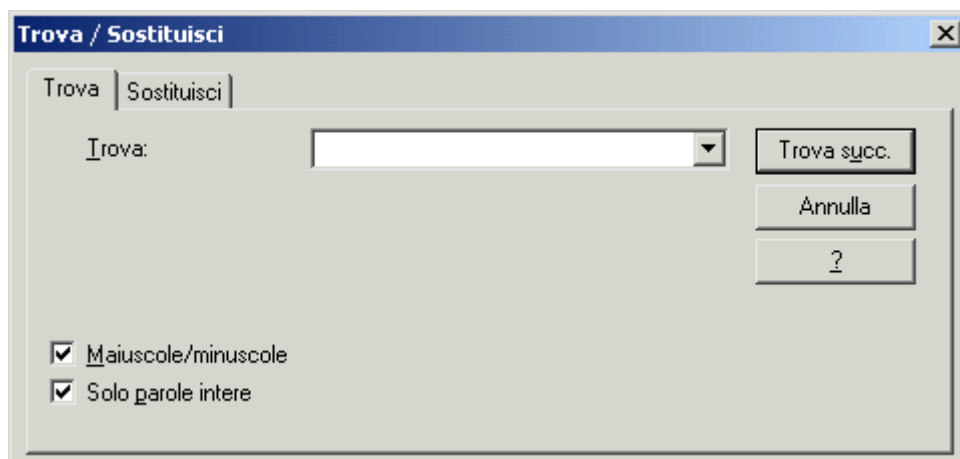 Trova / Sostituisci
Trova
Sostituisci
Trova:
Trova succ.
Annulla
?
Maiuscole/minuscole
Solo parole intere